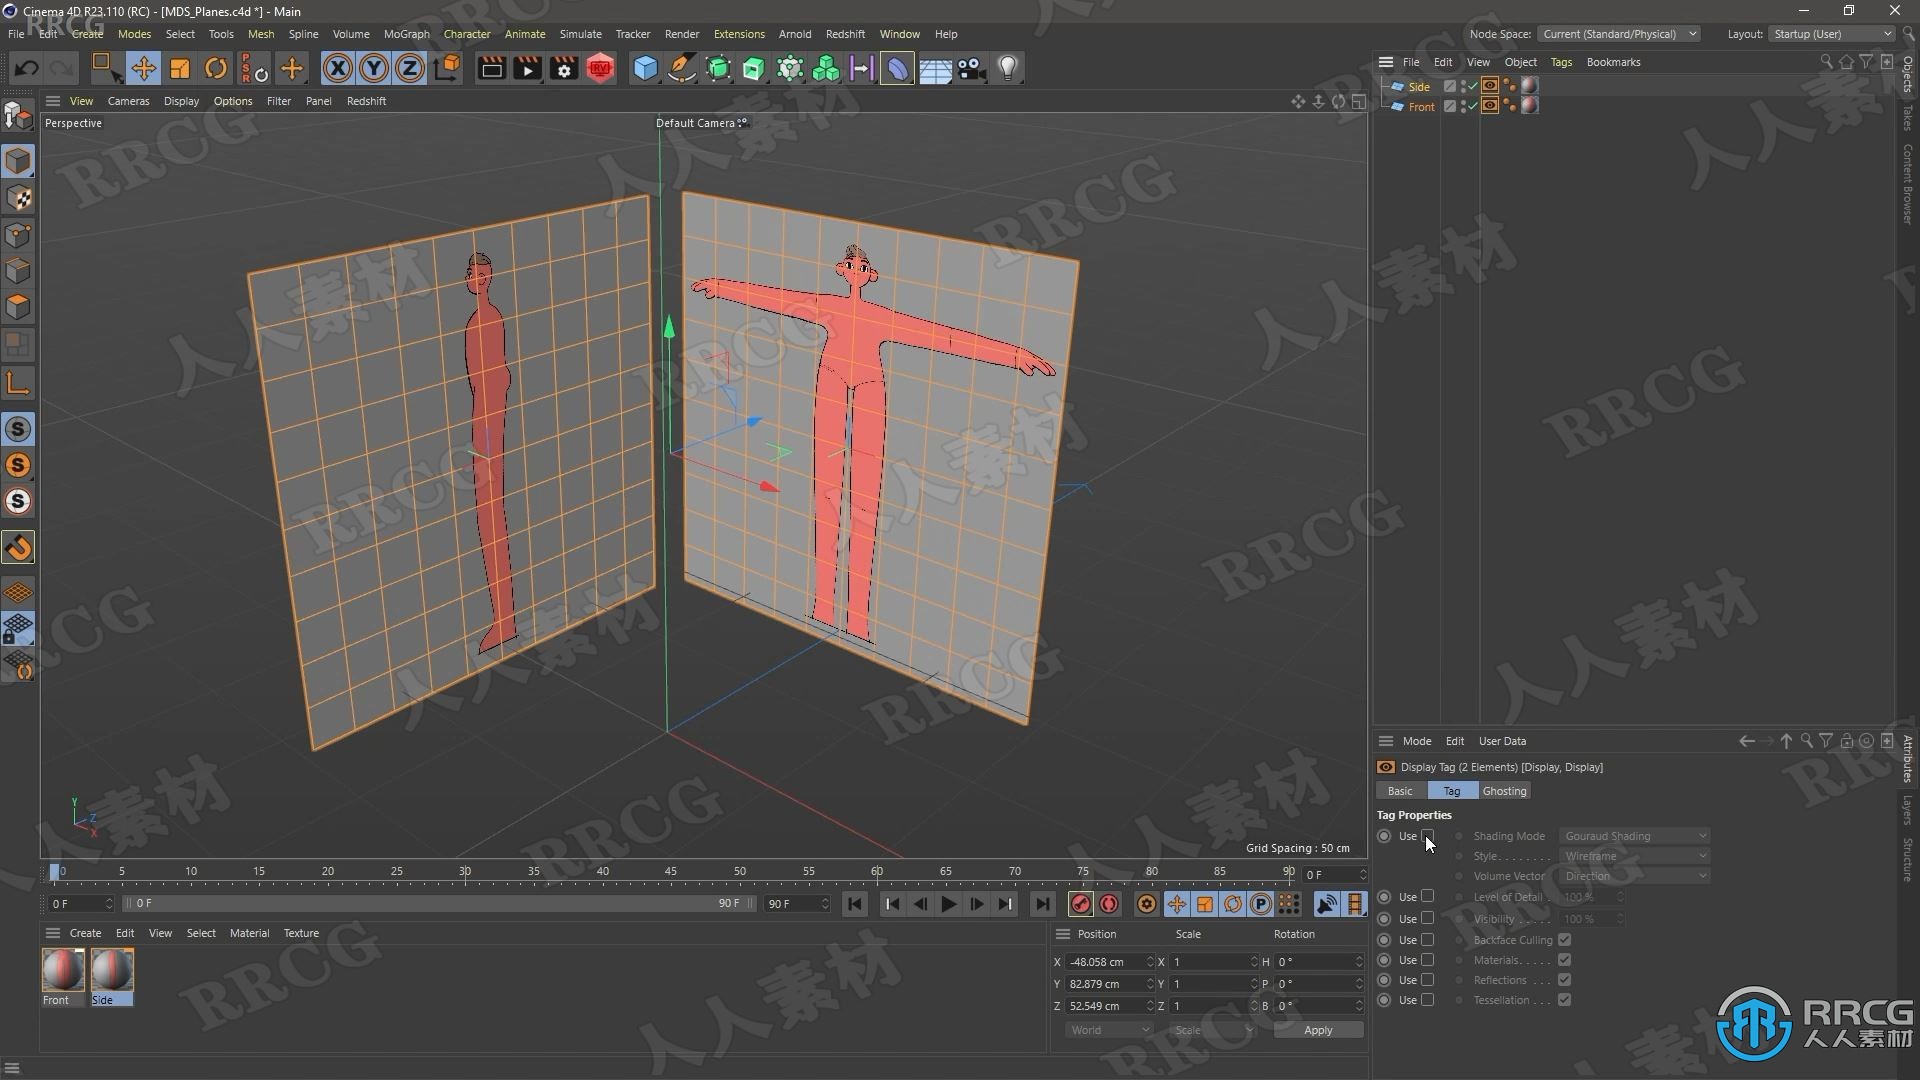 Cinema 4D R23.110 (RC) - [MDS_Planes.c4d *] - Main
File Edit Create Modes Select Tools Mesh Spline Volume MoGraph Character Animate Simulate Tracker Render Extensions Arnold Redshift Window Help
Node Space: Current (Standard/Physical) Layout: Startup (User)
View Cameras Display Options Filter Panel Redshift
Perspective
Default Camera
File Edit View Object Tags Bookmarks
Side
Front
Objects
Takes
Content Browser
Grid Spacing : 50 cm
Y
Z
X
0 5 10 15 20 25 30 35 40 45 50 55 60 65 70 75 80 85 90 0 F
0 F 0 F 90 F 90 F
Create Edit View Select Material Texture
Front
Side
Position Scale Rotation
X -48.058 cm X 1 H 0 °
Y 82.879 cm Y 1 P 0 °
Z 52.549 cm Z 1 B 0 °
World Scale Apply
Mode Edit User Data
Display Tag (2 Elements) [Display, Display]
Basic Tag Ghosting
Tag Properties
Use Shading Mode Gouraud Shading
Style. . . . . . . . Wireframe
Volume Vector Direction
Use Level of Detail . 100 %
Use Visibility . . . . . 100 %
Use Backface Culling
Use Materials. . . . .
Use Reflections . . .
Use Tessellation . . .
Attributes
Layers
Structure
RRCG
人人素材